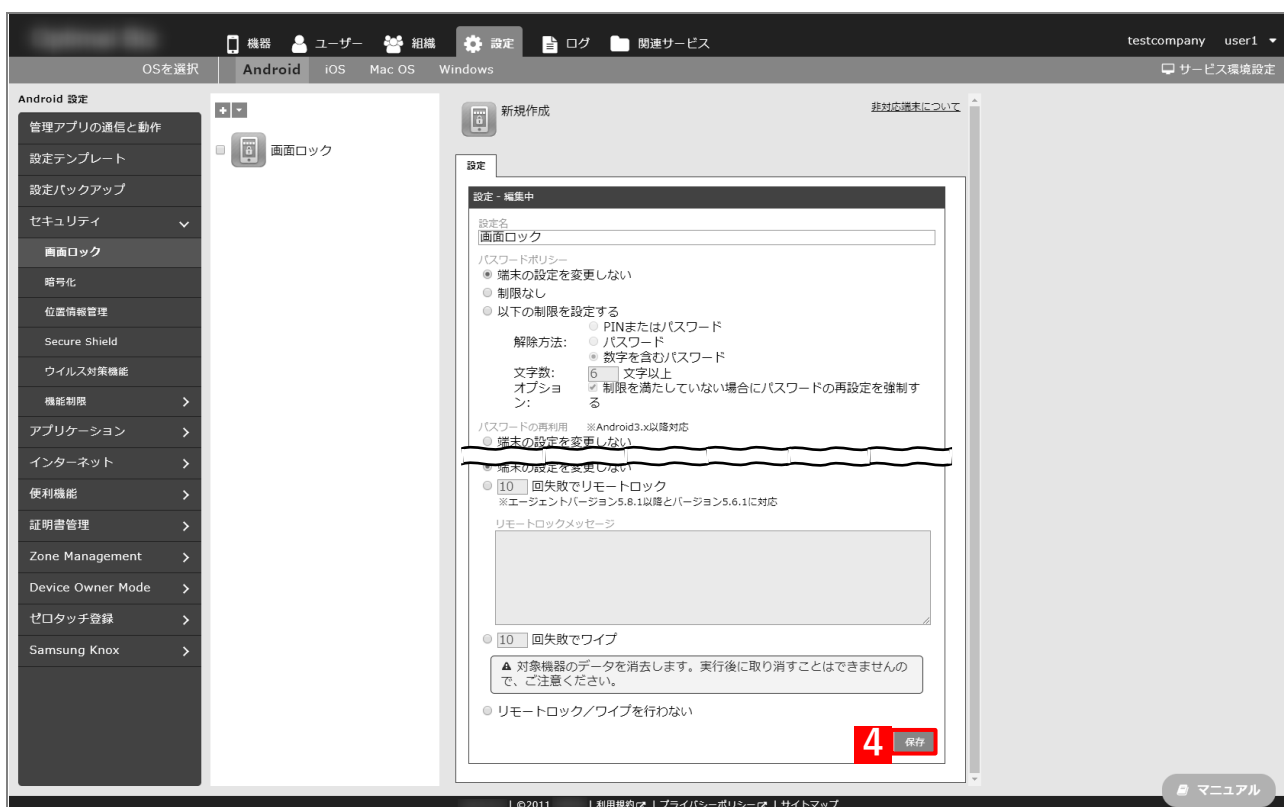 機器 ユーザー 組織 設定 ログ 関連サービス testcompany user1
OSを選択 Android iOS Mac OS Windows サービス環境設定
Android 設定
管理アプリの通信と動作
設定テンプレート
設定バックアップ
セキュリティ
画面ロック
暗号化
位置情報管理
Secure Shield
ウイルス対策機能
機能制限
アプリケーション
インターネット
便利機能
証明書管理
Zone Management
Device Owner Mode
ゼロタッチ登録
Samsung Knox
画面ロック
新規作成 非対応端末について
設定
設定 - 編集中
設定名
画面ロック
パスワードポリシー
端末の設定を変更しない
制限なし
以下の制限を設定する
PINまたはパスワード
解除方法: パスワード
数字を含むパスワード
文字数: 6 文字以上
オプショ 制限を満たしていない場合にパスワードの再設定を強制す
ン: る
パスワードの再利用 ※Android3.x以降対応
端末の設定を変更しない
端末の設定を変更しない
10 回失敗でリモートロック
※エージェントバージョン5.8.1以降とバージョン5.6.1に対応
リモートロックメッセージ
10 回失敗でワイプ
対象機器のデータを消去します。実行後に取り消すことはできませんの
で、ご注意ください。
リモートロック／ワイプを行わない
4 保存
マニュアル
| ©2011 | 利用規約 | プライバシーポリシー | サイトマップ